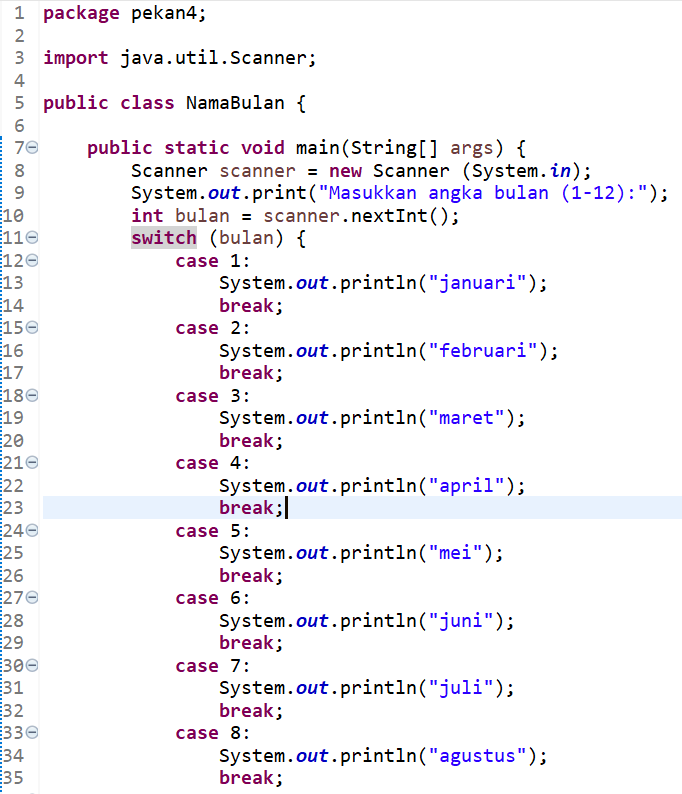 1 package pekan4;
2
3 import java.util.Scanner;
4
5 public class NamaBulan {
6
7 public static void main(String[] args) {
8 Scanner scanner = new Scanner (System.in);
9 System.out.print("Masukkan angka bulan (1-12):");
10 int bulan = scanner.nextInt();
11 switch (bulan) {
12 case 1:
13 System.out.println("januari");
14 break;
15 case 2:
16 System.out.println("februari");
17 break;
18 case 3:
19 System.out.println("maret");
20 break;
21 case 4:
22 System.out.println("april");
23 break;
24 case 5:
25 System.out.println("mei");
26 break;
27 case 6:
28 System.out.println("juni");
29 break;
30 case 7:
31 System.out.println("juli");
32 break;
33 case 8:
34 System.out.println("agustus");
35 break;